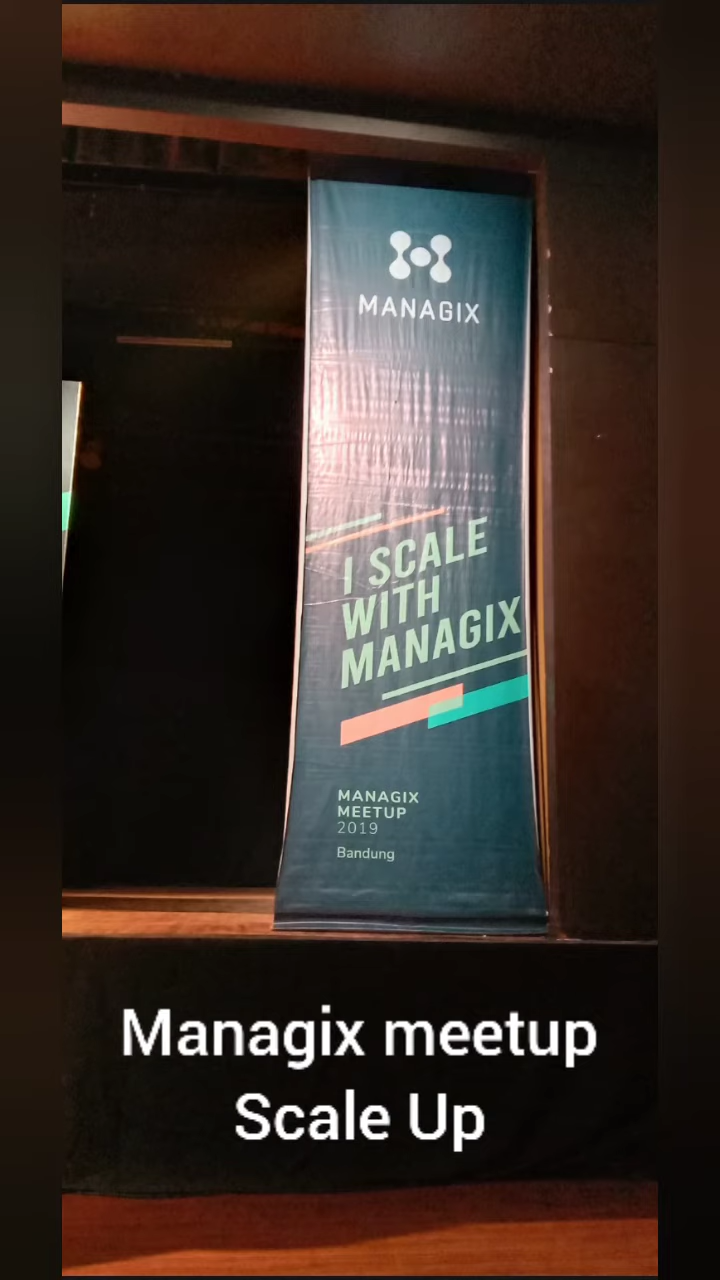 MANAGIX
I SCALE
WITH
MANAGIX
MANAGIX
MEETUP
2019
Bandung
Managix meetup
Scale Up